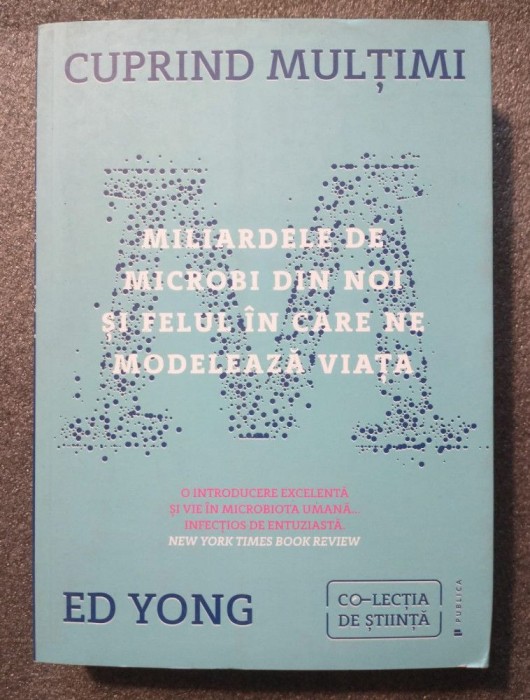 CUPRIND MULȚIMI
MILIARDELE DE
MICROBI DIN NOI
ȘI FELUL ÎN CARE NE
MODELEAZĂ VIAȚA
O INTRODUCERE EXCELENTĂ
ȘI VIE ÎN MICROBIOTA UMANĂ...
INFECȚIOS DE ENTUZIASTĂ.
NEW YORK TIMES BOOK REVIEW
ED YONG
CO–LECȚIA
DE ȘTIINȚĂ
PUBLICA